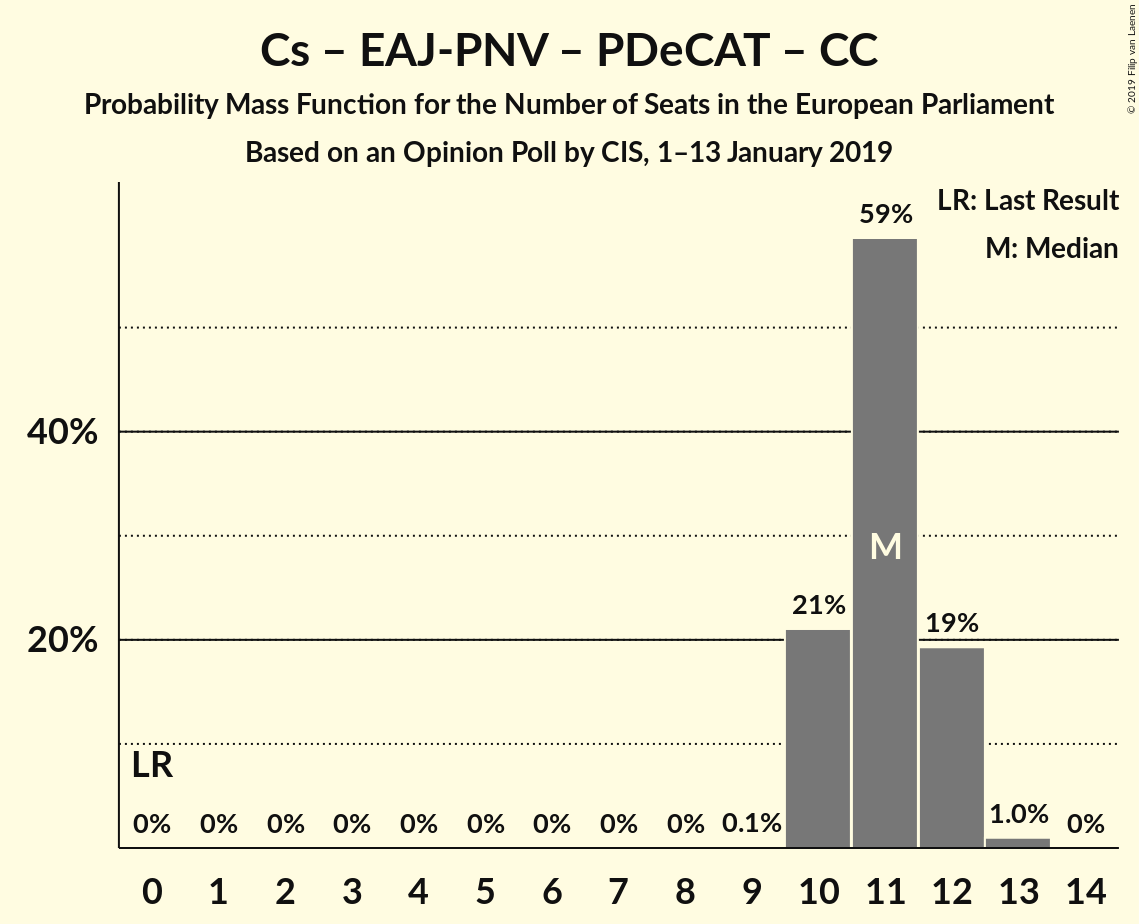 Cs – EAJ-PNV – PDeCAT – CC
Probability Mass Function for the Number of Seats in the European Parliament
Based on an Opinion Poll by CIS, 1–13 January 2019
© 2019 Filip van Laenen
LR: Last Result
M: Median
59%
40%
M
21%
19%
20%
LR
0% 0% 0% 0% 0% 0% 0% 0% 0% 0.1% 1.0% 0%
0 1 2 3 4 5 6 7 8 9 10 11 12 13 14